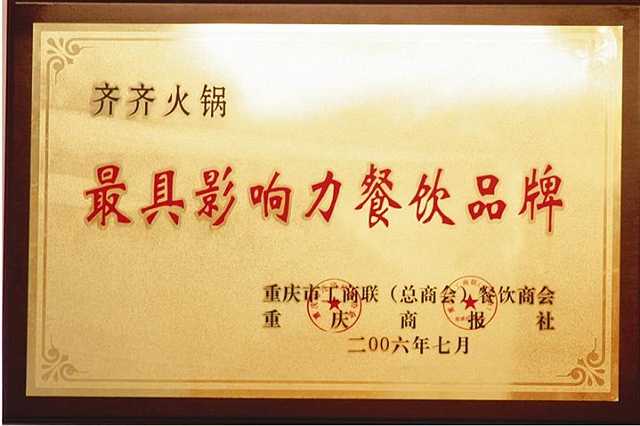 齐齐火锅
最具影响力餐饮品牌
重庆市工商联（总商会）餐饮商会
重庆商报社
二00六年七月